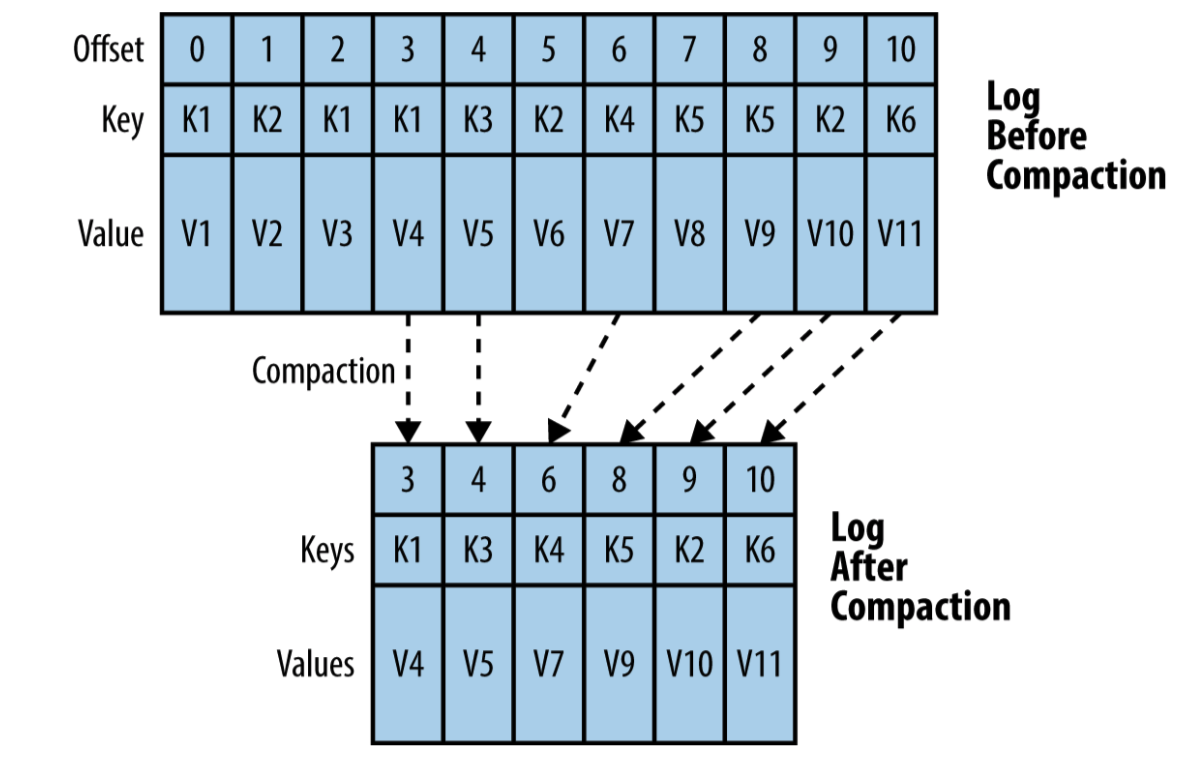 Offset 0 1 2 3 4 5 6 7 8 9 10
Key K1 K2 K1 K1 K3 K2 K4 K5 K5 K2 K6
Value V1 V2 V3 V4 V5 V6 V7 V8 V9 V10 V11
Log
Before
Compaction
Compaction
3 4 6 8 9 10
Keys K1 K3 K4 K5 K2 K6
Values V4 V5 V7 V9 V10 V11
Log
After
Compaction